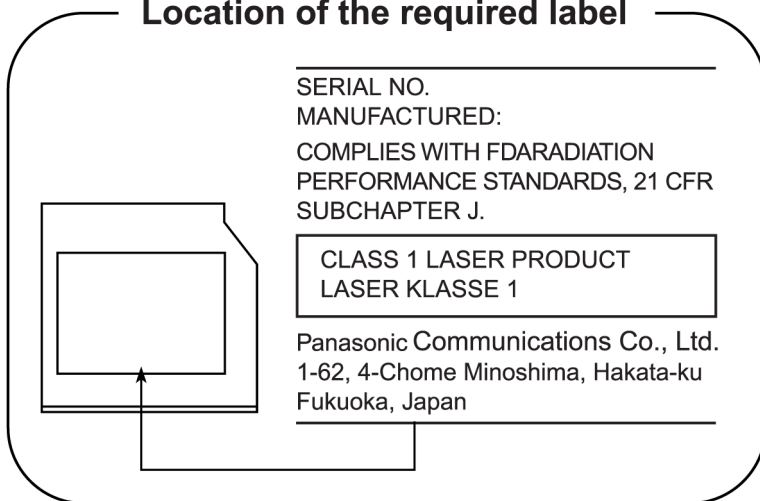 Location of the required label
SERIAL NO.
MANUFACTURED:
COMPLIES WITH FDARADIATION
PERFORMANCE STANDARDS, 21 CFR
SUBCHAPTER J.
CLASS 1 LASER PRODUCT
LASER KLASSE 1
Panasonic Communications Co., Ltd.
1-62, 4-Chome Minoshima, Hakata-ku
Fukuoka, Japan